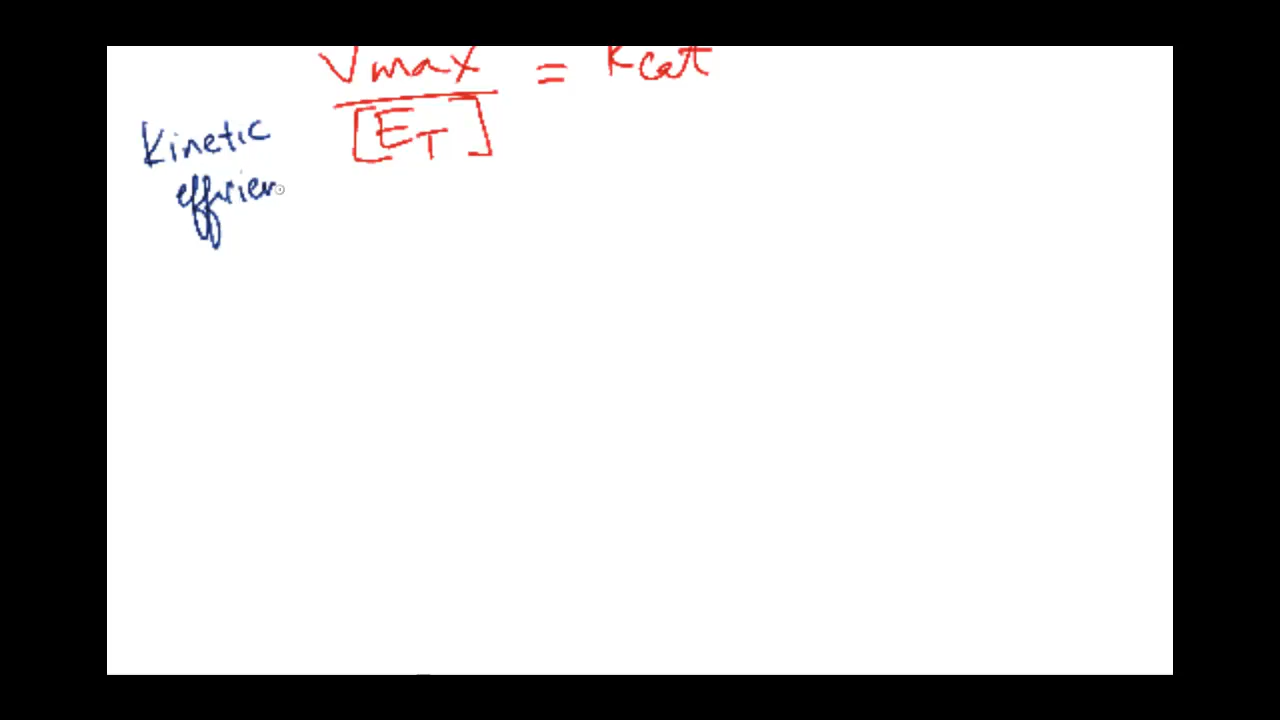 Vmax = Kcat
[ET]
Kinetic
efficien